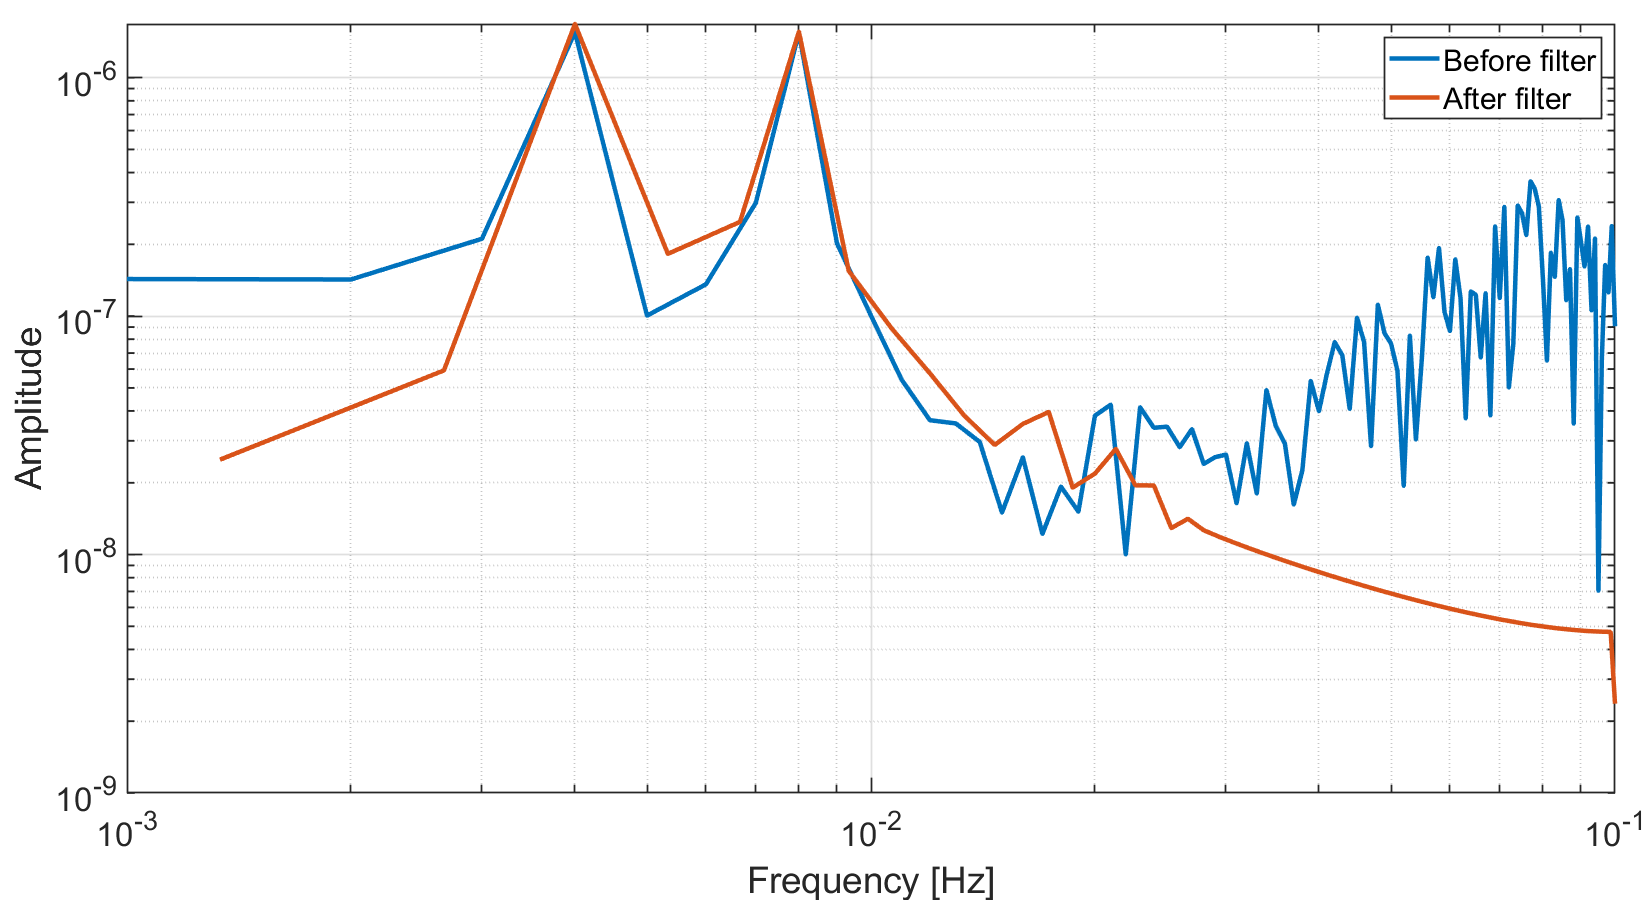 Before filter
After filter
10-6
10-7
10-8
10-9
Amplitude
10-3
10-2
10-1
Frequency [Hz]